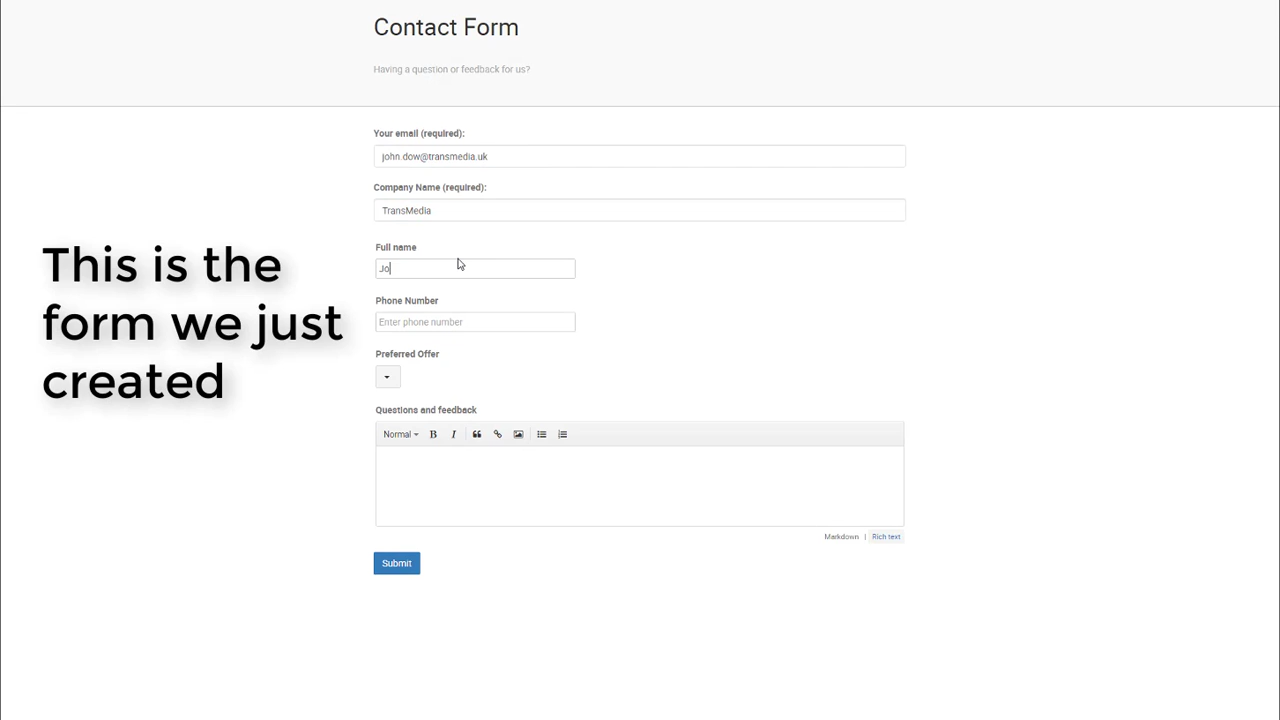 Contact Form
Having a question or feedback for us?
Your email (required):
john.dow@transmedia.uk
Company Name (required):
TransMedia
Full name
Jo
Phone Number
Enter phone number
Preferred Offer
Questions and feedback
Normal B I
Markdown | Rich text
Submit
This is the
form we just
created